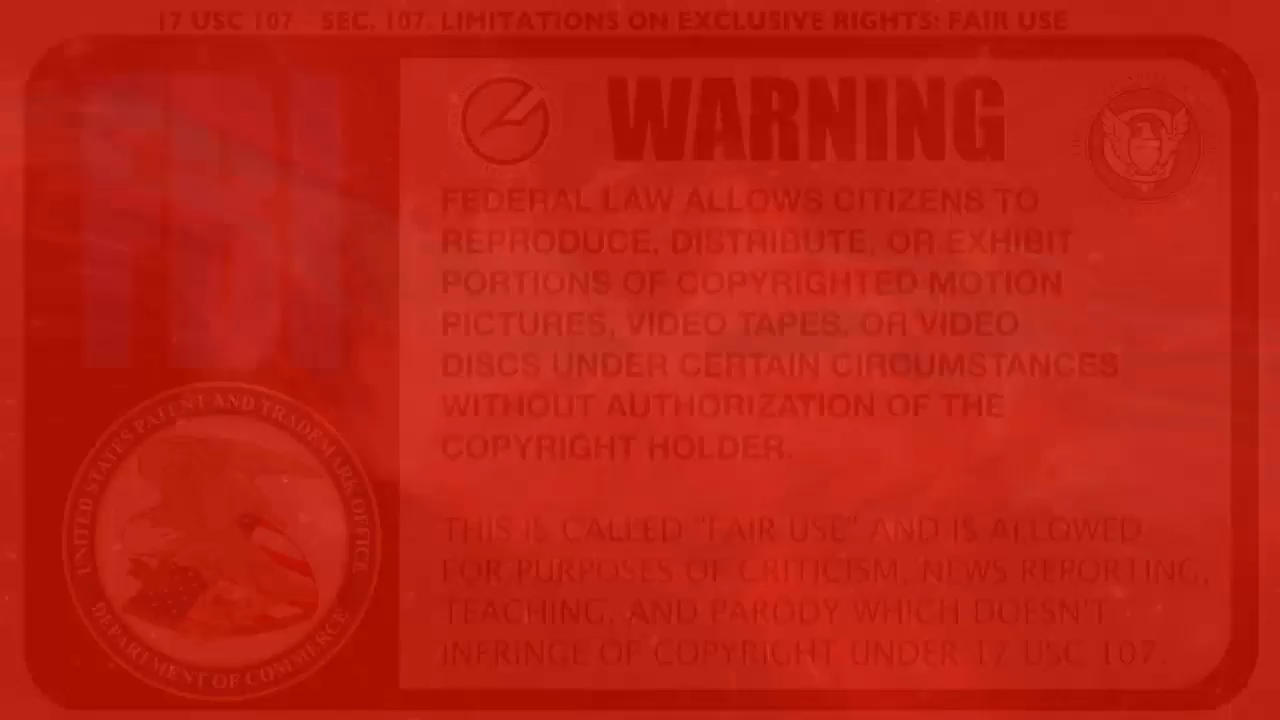 17 USC 107 SEC. 107. LIMITATIONS ON EXCLUSIVE RIGHTS: FAIR USE
WARNING
FEDERAL LAW ALLOWS CITIZENS TO
REPRODUCE, DISTRIBUTE, OR EXHIBIT
PORTIONS OF COPYRIGHTED MOTION
PICTURES, VIDEO TAPES, OR VIDEO
DISCS UNDER CERTAIN CIRCUMSTANCES
WITHOUT AUTHORIZATION OF THE
COPYRIGHT HOLDER.
THIS IS CALLED "FAIR USE" AND IS ALLOWED
FOR PURPOSES OF CRITICISM, NEWS REPORTING,
TEACHING, AND PARODY WHICH DOESN'T
INFRINGE OF COPYRIGHT UNDER 17 USC 107.
UNITED STATES PATENT AND TRADEMARK OFFICE
DEPARTMENT OF COMMERCE